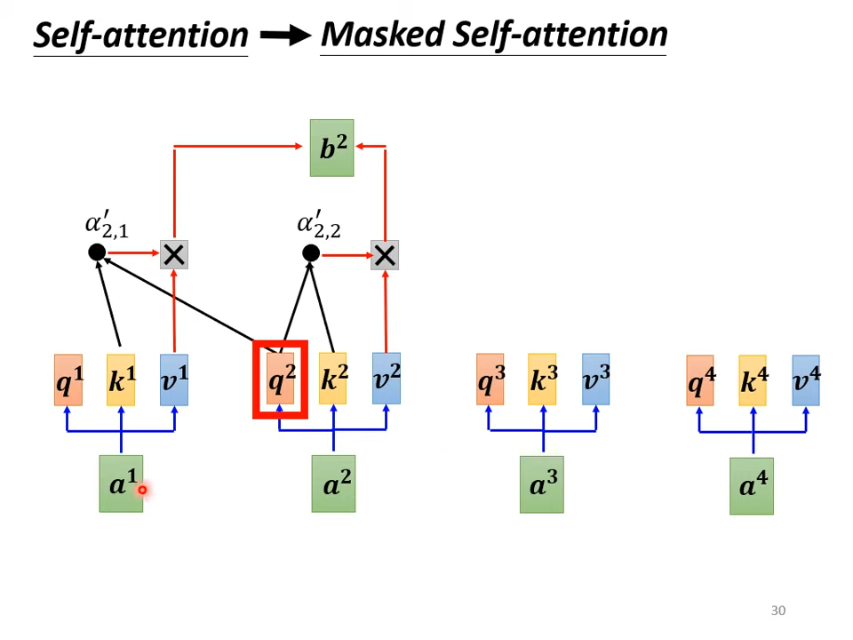 Self-attention → Masked Self-attention
b²
α′₂,₁ α′₂,₂
q¹ k¹ v¹ q² k² v² q³ k³ v³ q⁴ k⁴ v⁴
a¹ a² a³ a⁴
30